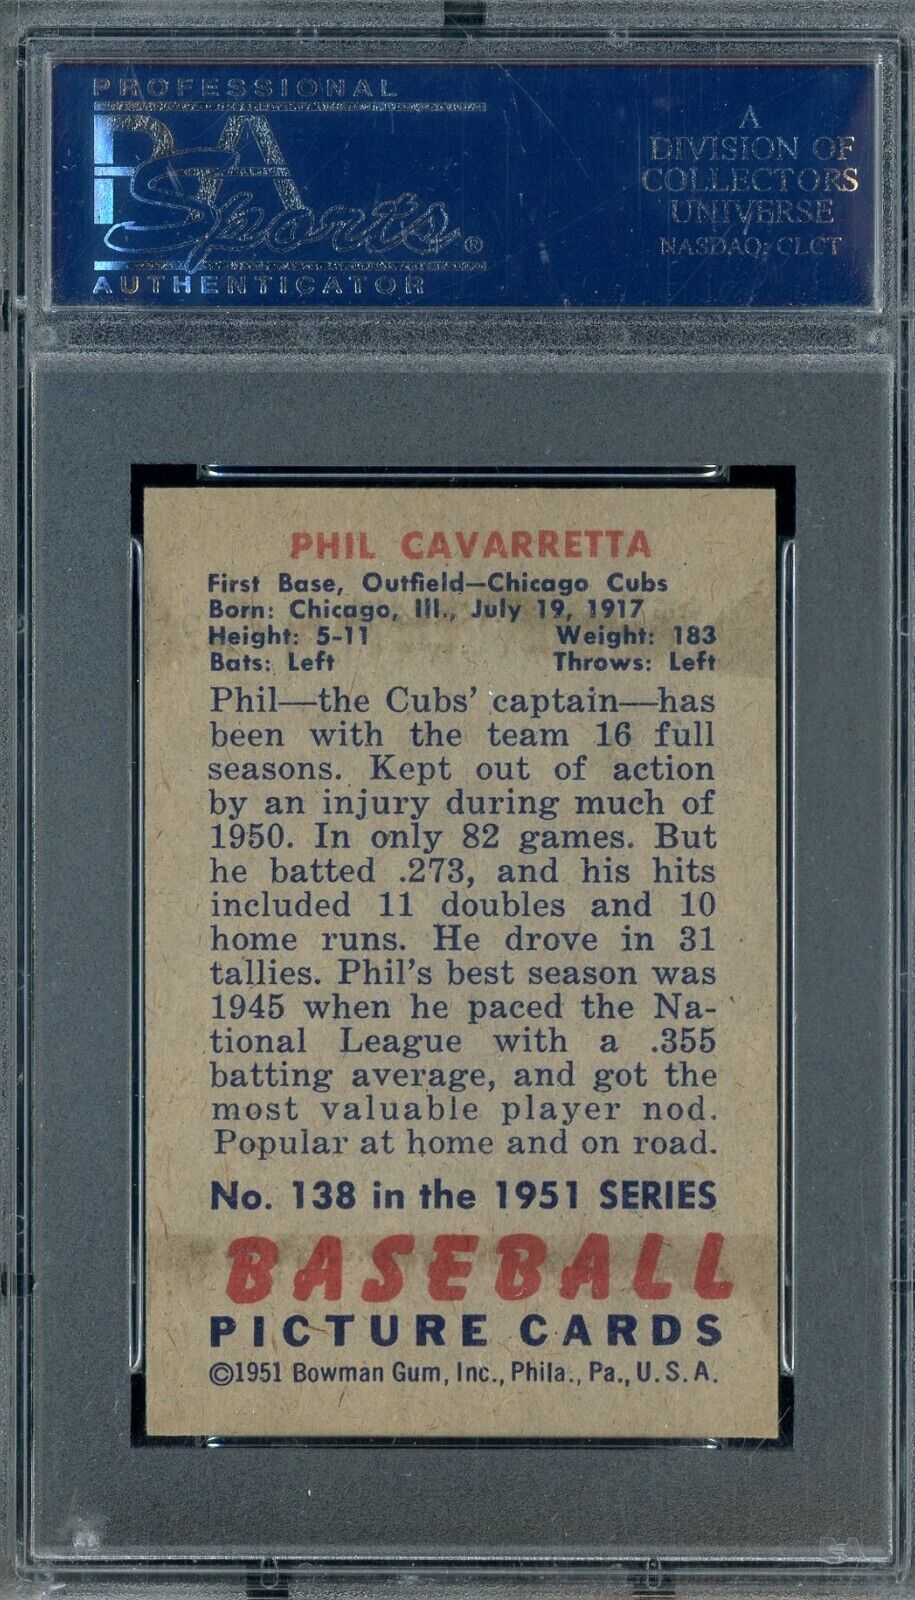 PROFESSIONAL
PSA
Sports®
AUTHENTICATOR
A
DIVISION OF
COLLECTORS
UNIVERSE
NASDAQ: CLCT
PHIL CAVARRETTA
First Base, Outfield—Chicago Cubs
Born: Chicago, Ill., July 19, 1917
Height: 5-11 Weight: 183
Bats: Left Throws: Left
Phil—the Cubs' captain—has
been with the team 16 full
seasons. Kept out of action
by an injury during much of
1950. In only 82 games. But
he batted .273, and his hits
included 11 doubles and 10
home runs. He drove in 31
tallies. Phil's best season was
1945 when he paced the Na-
tional League with a .355
batting average, and got the
most valuable player nod.
Popular at home and on road.
No. 138 in the 1951 SERIES
BASEBALL
PICTURE CARDS
©1951 Bowman Gum, Inc., Phila., Pa., U.S.A.